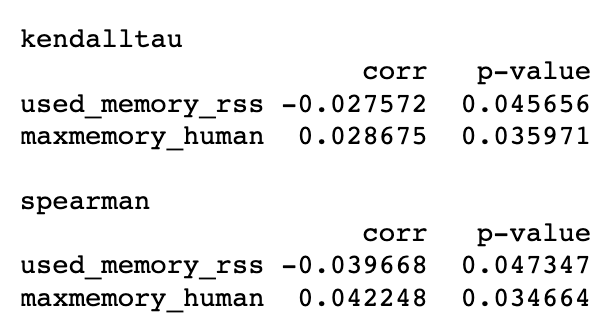 kendalltau
corr p-value
used_memory_rss -0.027572 0.045656
maxmemory_human 0.028675 0.035971
spearman
corr p-value
used_memory_rss -0.039668 0.047347
maxmemory_human 0.042248 0.034664